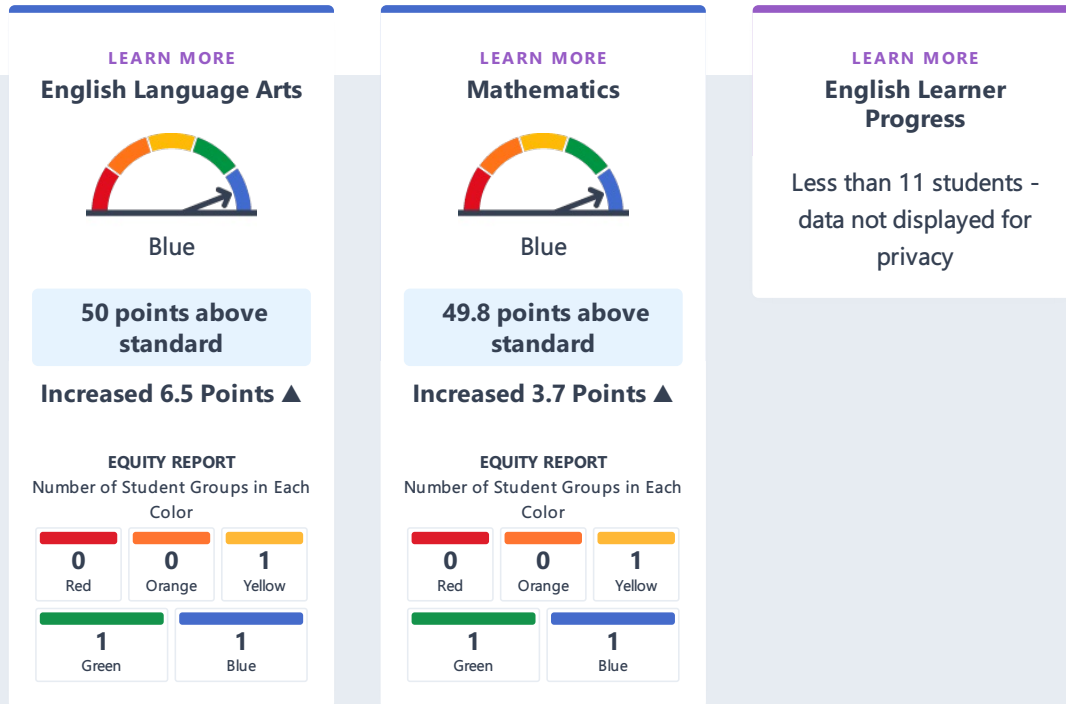 LEARN MORE
English Language Arts
Blue
50 points above
standard
Increased 6.5 Points ▲
EQUITY REPORT
Number of Student Groups in Each
Color
0
Red
0
Orange
1
Yellow
1
Green
1
Blue
LEARN MORE
Mathematics
Blue
49.8 points above
standard
Increased 3.7 Points ▲
EQUITY REPORT
Number of Student Groups in Each
Color
0
Red
0
Orange
1
Yellow
1
Green
1
Blue
LEARN MORE
English Learner
Progress
Less than 11 students -
data not displayed for
privacy